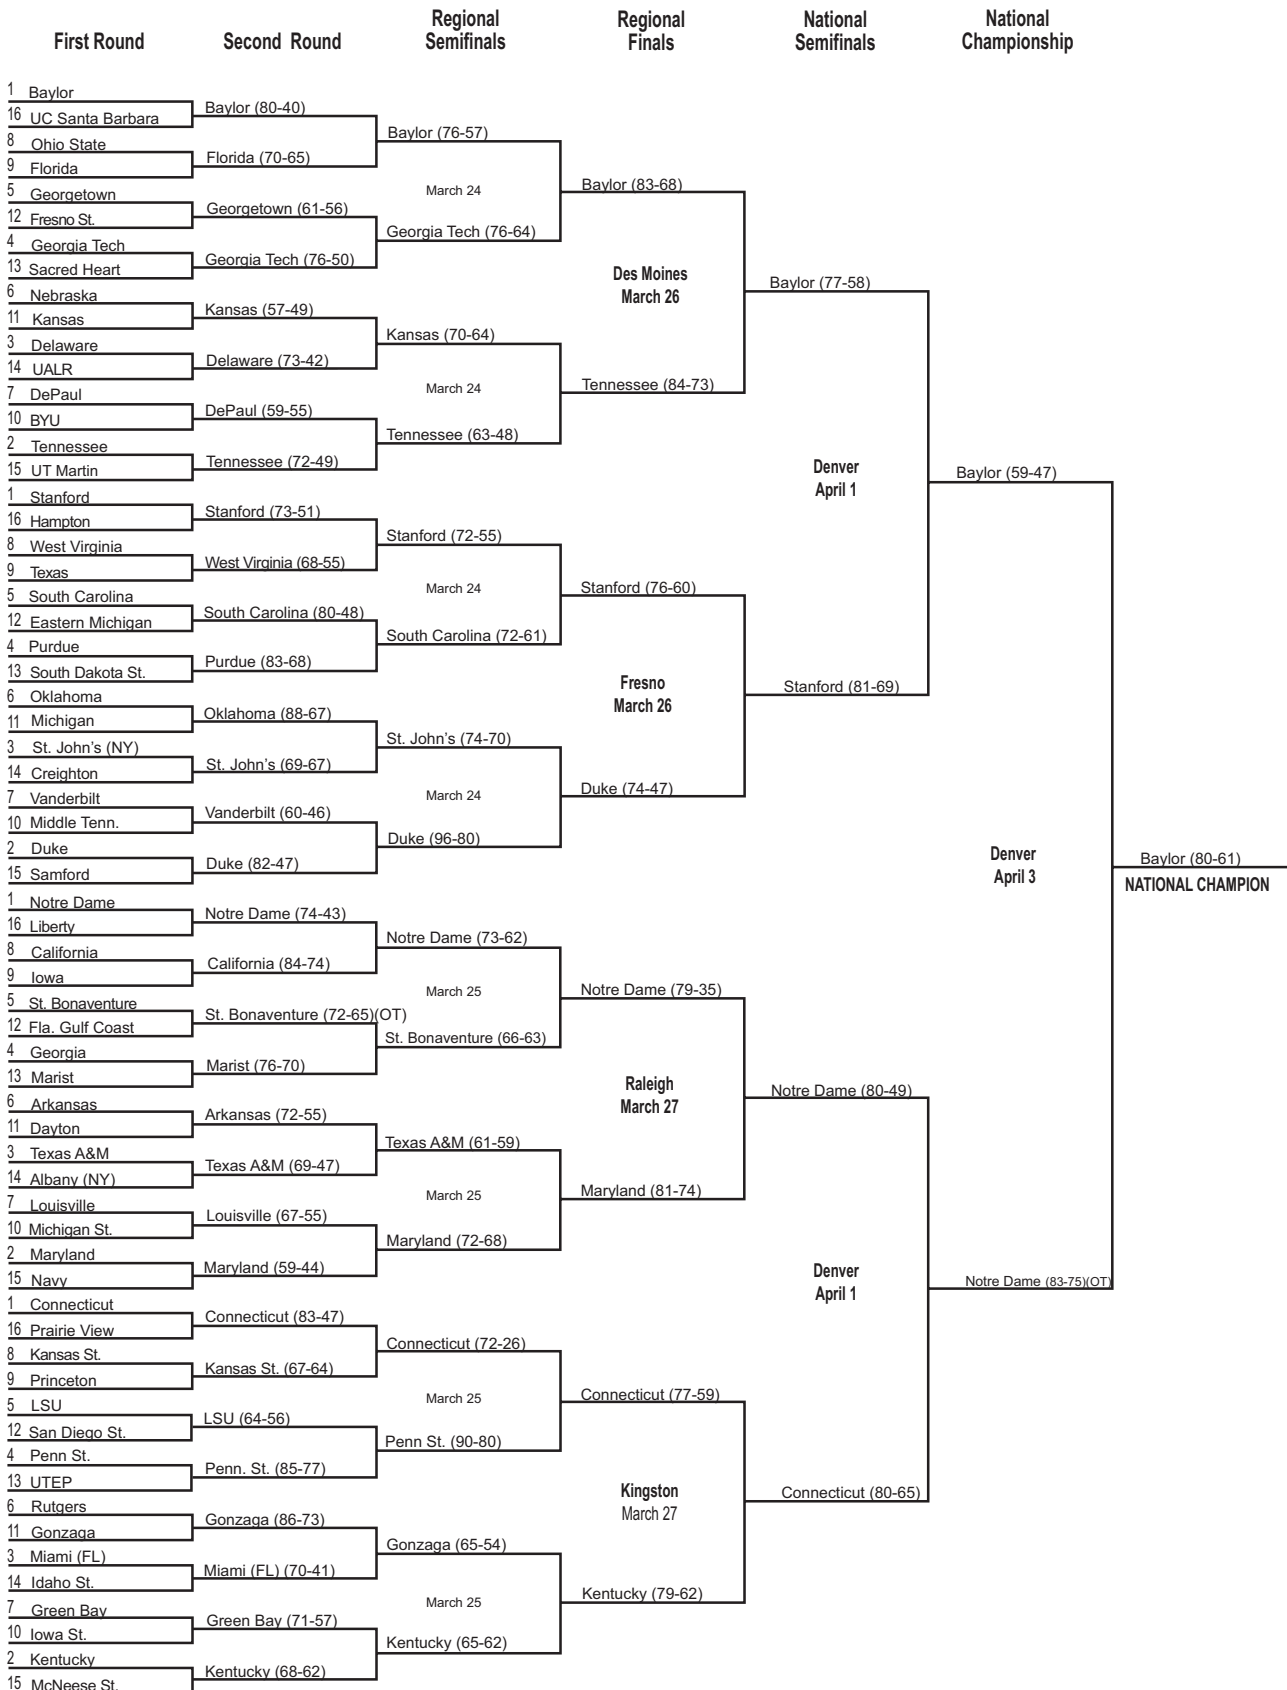 First Round
Second Round
Regional
Semifinals
Regional
Finals
National
Semifinals
National
Championship
1 Baylor
16 UC Santa Barbara
8 Ohio State
9 Florida
5 Georgetown
12 Fresno St.
4 Georgia Tech
13 Sacred Heart
6 Nebraska
11 Kansas
3 Delaware
14 UALR
7 DePaul
10 BYU
2 Tennessee
15 UT Martin
1 Stanford
16 Hampton
8 West Virginia
9 Texas
5 South Carolina
12 Eastern Michigan
4 Purdue
13 South Dakota St.
6 Oklahoma
11 Michigan
3 St. John’s (NY)
14 Creighton
7 Vanderbilt
10 Middle Tenn.
2 Duke
15 Samford
1 Notre Dame
16 Liberty
8 California
9 Iowa
5 St. Bonaventure
12 Fla. Gulf Coast
4 Georgia
13 Marist
6 Arkansas
11 Dayton
3 Texas A&M
14 Albany (NY)
7 Louisville
10 Michigan St.
2 Maryland
15 Navy
1 Connecticut
16 Prairie View
8 Kansas St.
9 Princeton
5 LSU
12 San Diego St.
4 Penn St.
13 UTEP
6 Rutgers
11 Gonzaga
3 Miami (FL)
14 Idaho St.
7 Green Bay
10 Iowa St.
2 Kentucky
15 McNeese St.
Baylor (80-40)
Florida (70-65)
Georgetown (61-56)
Georgia Tech (76-50)
Kansas (57-49)
Delaware (73-42)
DePaul (59-55)
Tennessee (72-49)
Stanford (73-51)
West Virginia (68-55)
South Carolina (80-48)
Purdue (83-68)
Oklahoma (88-67)
St. John’s (69-67)
Vanderbilt (60-46)
Duke (82-47)
Notre Dame (74-43)
California (84-74)
St. Bonaventure (72-65)(OT)
Marist (76-70)
Arkansas (72-55)
Texas A&M (69-47)
Louisville (67-55)
Maryland (59-44)
Connecticut (83-47)
Kansas St. (67-64)
LSU (64-56)
Penn. St. (85-77)
Gonzaga (86-73)
Miami (FL) (70-41)
Green Bay (71-57)
Kentucky (68-62)
Baylor (76-57)
March 24
Georgia Tech (76-64)
Kansas (70-64)
March 24
Tennessee (63-48)
Stanford (72-55)
March 24
South Carolina (72-61)
St. John’s (74-70)
March 24
Duke (96-80)
Notre Dame (73-62)
March 25
St. Bonaventure (66-63)
Texas A&M (61-59)
March 25
Maryland (72-68)
Connecticut (72-26)
March 25
Penn St. (90-80)
Gonzaga (65-54)
March 25
Kentucky (65-62)
Baylor (83-68)
Des Moines
March 26
Tennessee (84-73)
Stanford (76-60)
Fresno
March 26
Duke (74-47)
Notre Dame (79-35)
Raleigh
March 27
Maryland (81-74)
Connecticut (77-59)
Kingston
March 27
Kentucky (79-62)
Baylor (77-58)
Denver
April 1
Stanford (81-69)
Notre Dame (80-49)
Denver
April 1
Connecticut (80-65)
Baylor (59-47)
Denver
April 3
Notre Dame (83-75)(OT)
Baylor (80-61)
NATIONAL CHAMPION